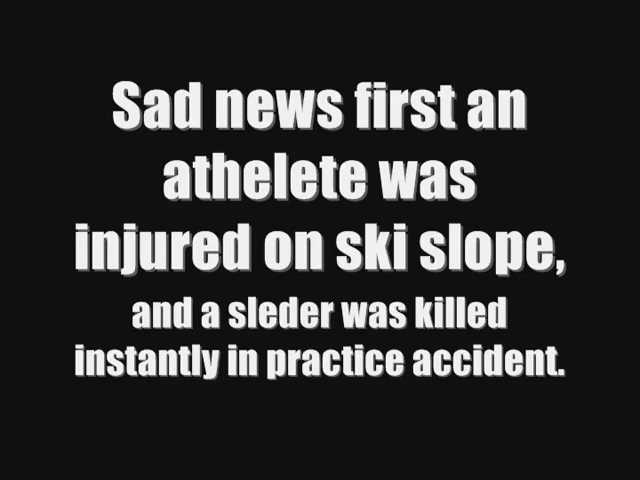 Sad news first an
athelete was
injured on ski slope,
and a sleder was killed
instantly in practice accident.